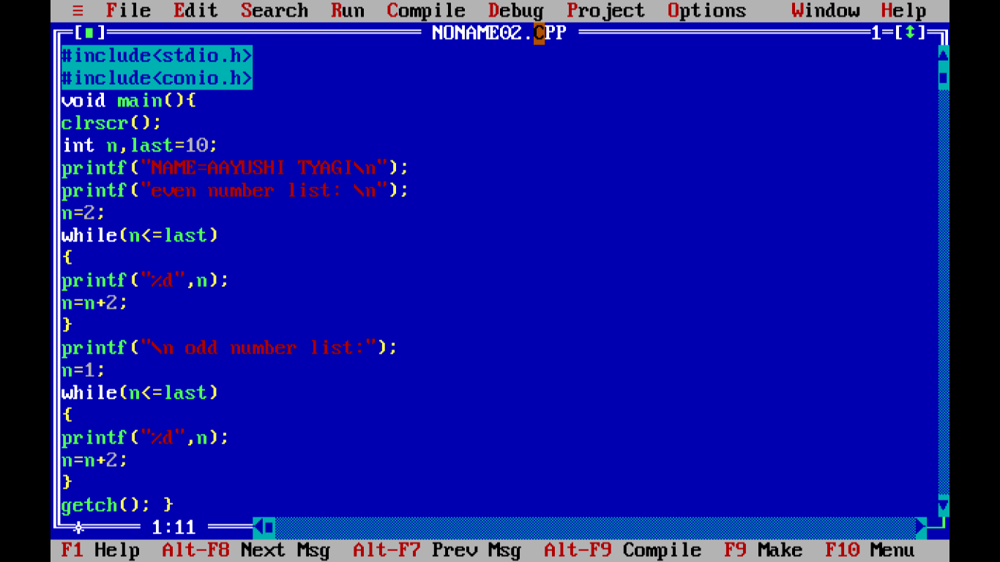 ≡ File Edit Search Run Compile Debug Project Options Window Help
[■] NONAME02.CPP 1=[↕]
#include<stdio.h>
#include<conio.h>
void main(){
clrscr();
int n,last=10;
printf("NAME=AAYUSHI TYAGI\n");
printf("even number list: \n");
n=2;
while(n<=last)
{
printf("%d",n);
n=n+2;
}
printf("\n odd number list:");
n=1;
while(n<=last)
{
printf("%d",n);
n=n+2;
}
getch(); }
1:11
F1 Help Alt-F8 Next Msg Alt-F7 Prev Msg Alt-F9 Compile F9 Make F10 Menu